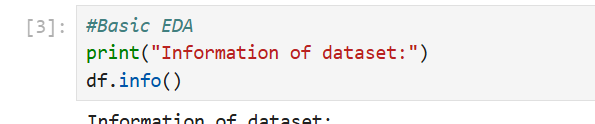 [3]: #Basic EDA
print("Information of dataset:")
df.info()
Information of dataset: